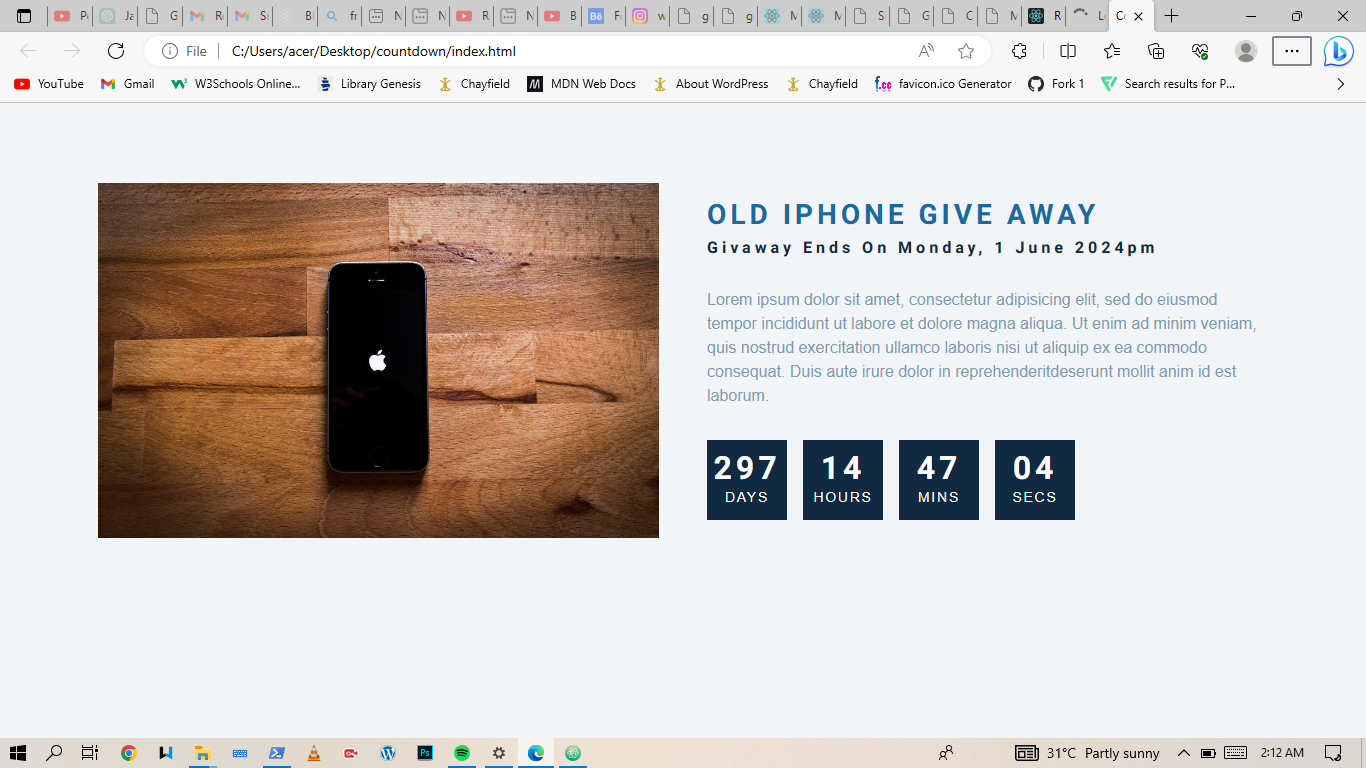 File
C:/Users/acer/Desktop/countdown/index.html
YouTube
Gmail
W3Schools Online...
Library Genesis
Chayfield
MDN Web Docs
About WordPress
Chayfield
favicon.ico Generator
Fork 1
Search results for P...
OLD IPHONE GIVE AWAY
Givaway Ends On Monday, 1 June 2024pm
Lorem ipsum dolor sit amet, consectetur adipisicing elit, sed do eiusmod
tempor incididunt ut labore et dolore magna aliqua. Ut enim ad minim veniam,
quis nostrud exercitation ullamco laboris nisi ut aliquip ex ea commodo
consequat. Duis aute irure dolor in reprehenderitdeserunt mollit anim id est
laborum.
297 14 47 04
DAYS HOURS MINS SECS
31°C Partly sunny
2:12 AM